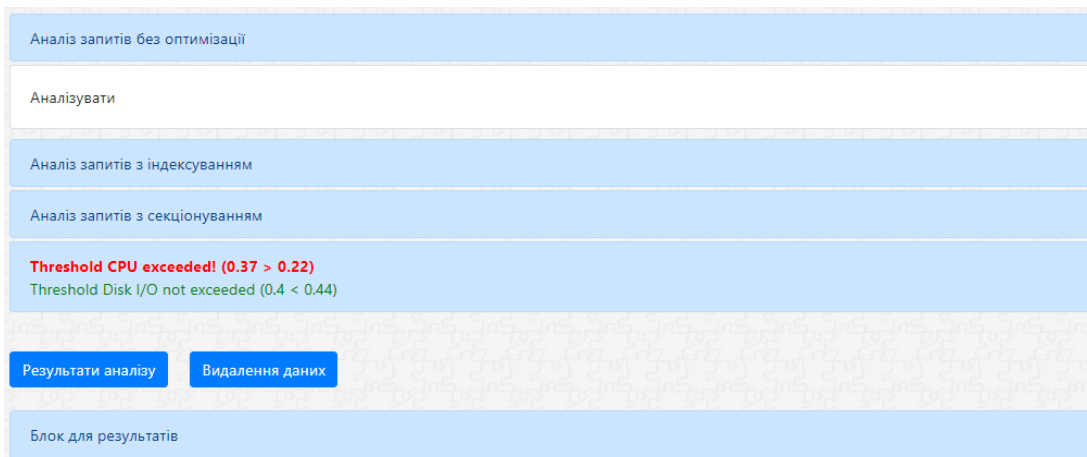 Аналіз запитів без оптимізації
Аналізувати
Аналіз запитів з індексуванням
Аналіз запитів з секціонуванням
Threshold CPU exceeded! (0.37 > 0.22)
Threshold Disk I/O not exceeded (0.4 < 0.44)
Результати аналізу Видалення даних
Блок для результатів